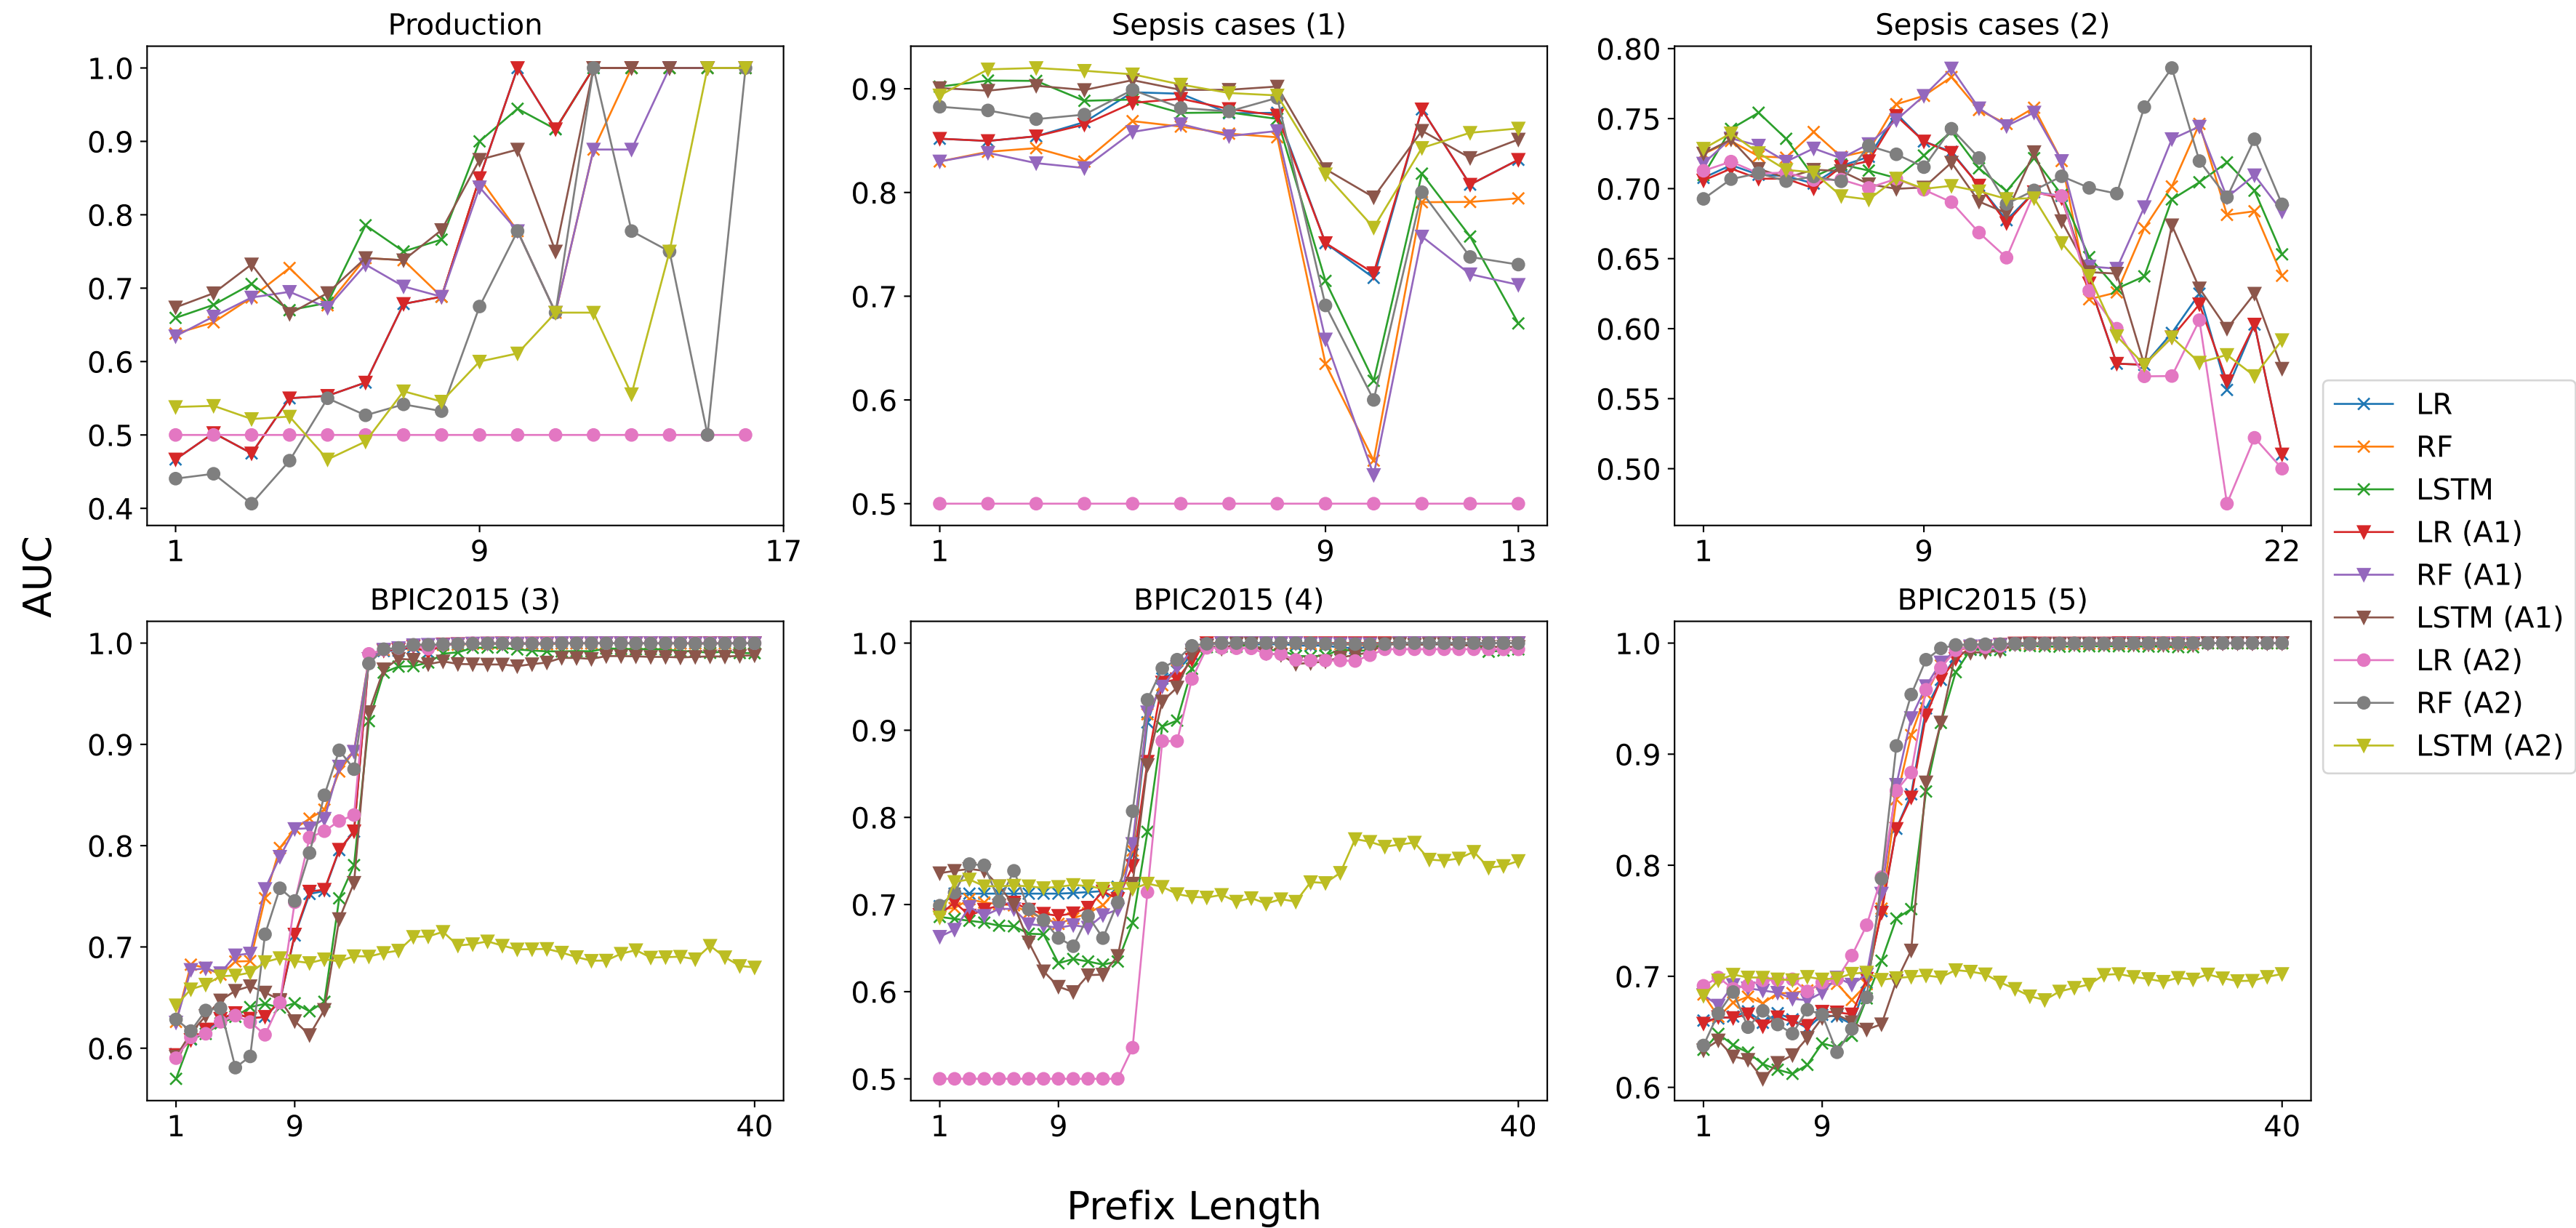 Production
1.0
0.9
0.8
0.7
0.6
0.5
0.4
1 9 17
Sepsis cases (1)
0.9
0.8
0.7
0.6
0.5
1 9 13
Sepsis cases (2)
0.80
0.75
0.70
0.65
0.60
0.55
0.50
1 9 22
AUC
BPIC2015 (3)
1.0
0.9
0.8
0.7
0.6
1 9 40
BPIC2015 (4)
1.0
0.9
0.8
0.7
0.6
0.5
1 9 40
BPIC2015 (5)
1.0
0.9
0.8
0.7
0.6
1 9 40
LR
RF
LSTM
LR (A1)
RF (A1)
LSTM (A1)
LR (A2)
RF (A2)
LSTM (A2)
Prefix Length